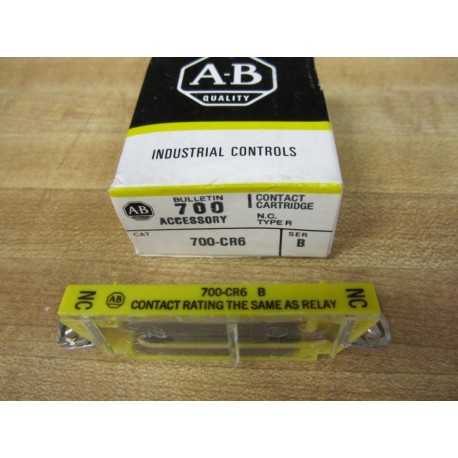 A-B
QUALITY
INDUSTRIAL CONTROLS
AB
BULLETIN
700
ACCESSORY
CONTACT
CARTRIDGE
N.C.
TYPE R
CAT
700-CR6
SER
B
NC
AB
700-CR6 B
CONTACT RATING THE SAME AS RELAY
NC